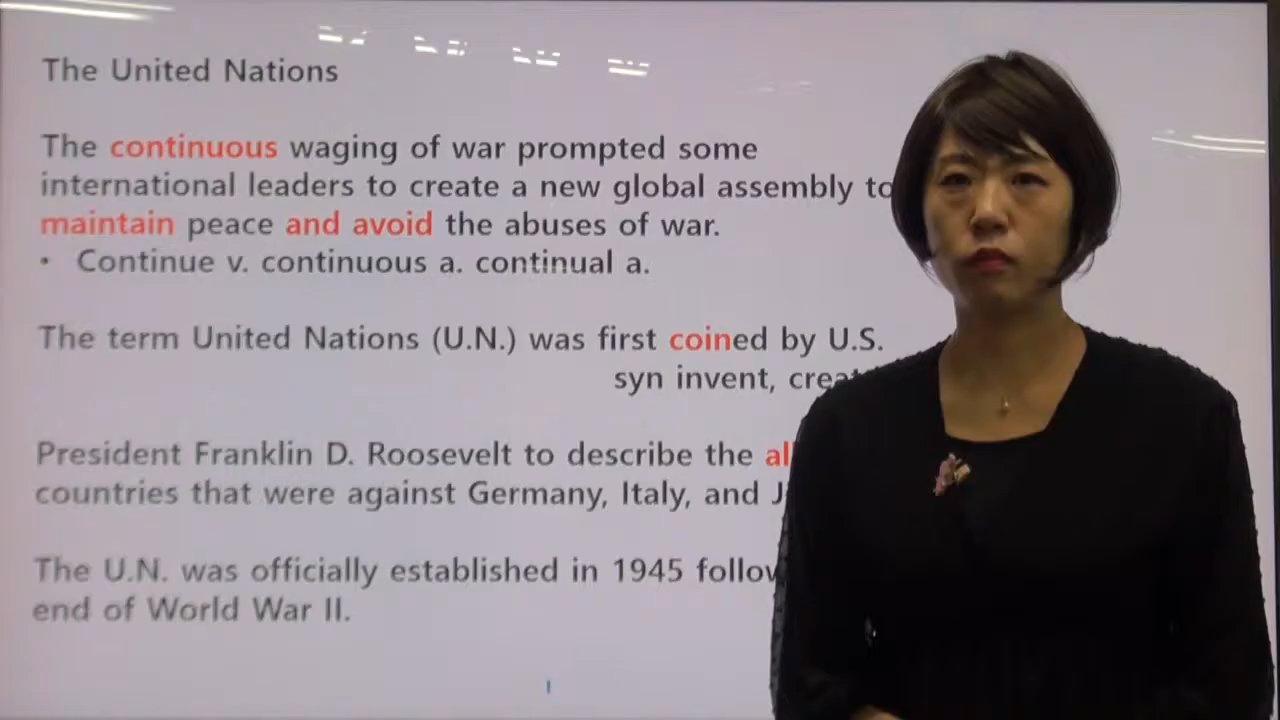 The United Nations
The continuous waging of war prompted some
international leaders to create a new global assembly to
maintain peace and avoid the abuses of war.
• Continue v. continuous a. continual a.
The term United Nations (U.N.) was first coined by U.S.
syn invent,
President Franklin D. Roosevelt to describe the
countries that were against Germany, Italy, and
The U.N. was officially established in 1945
end of World War II.